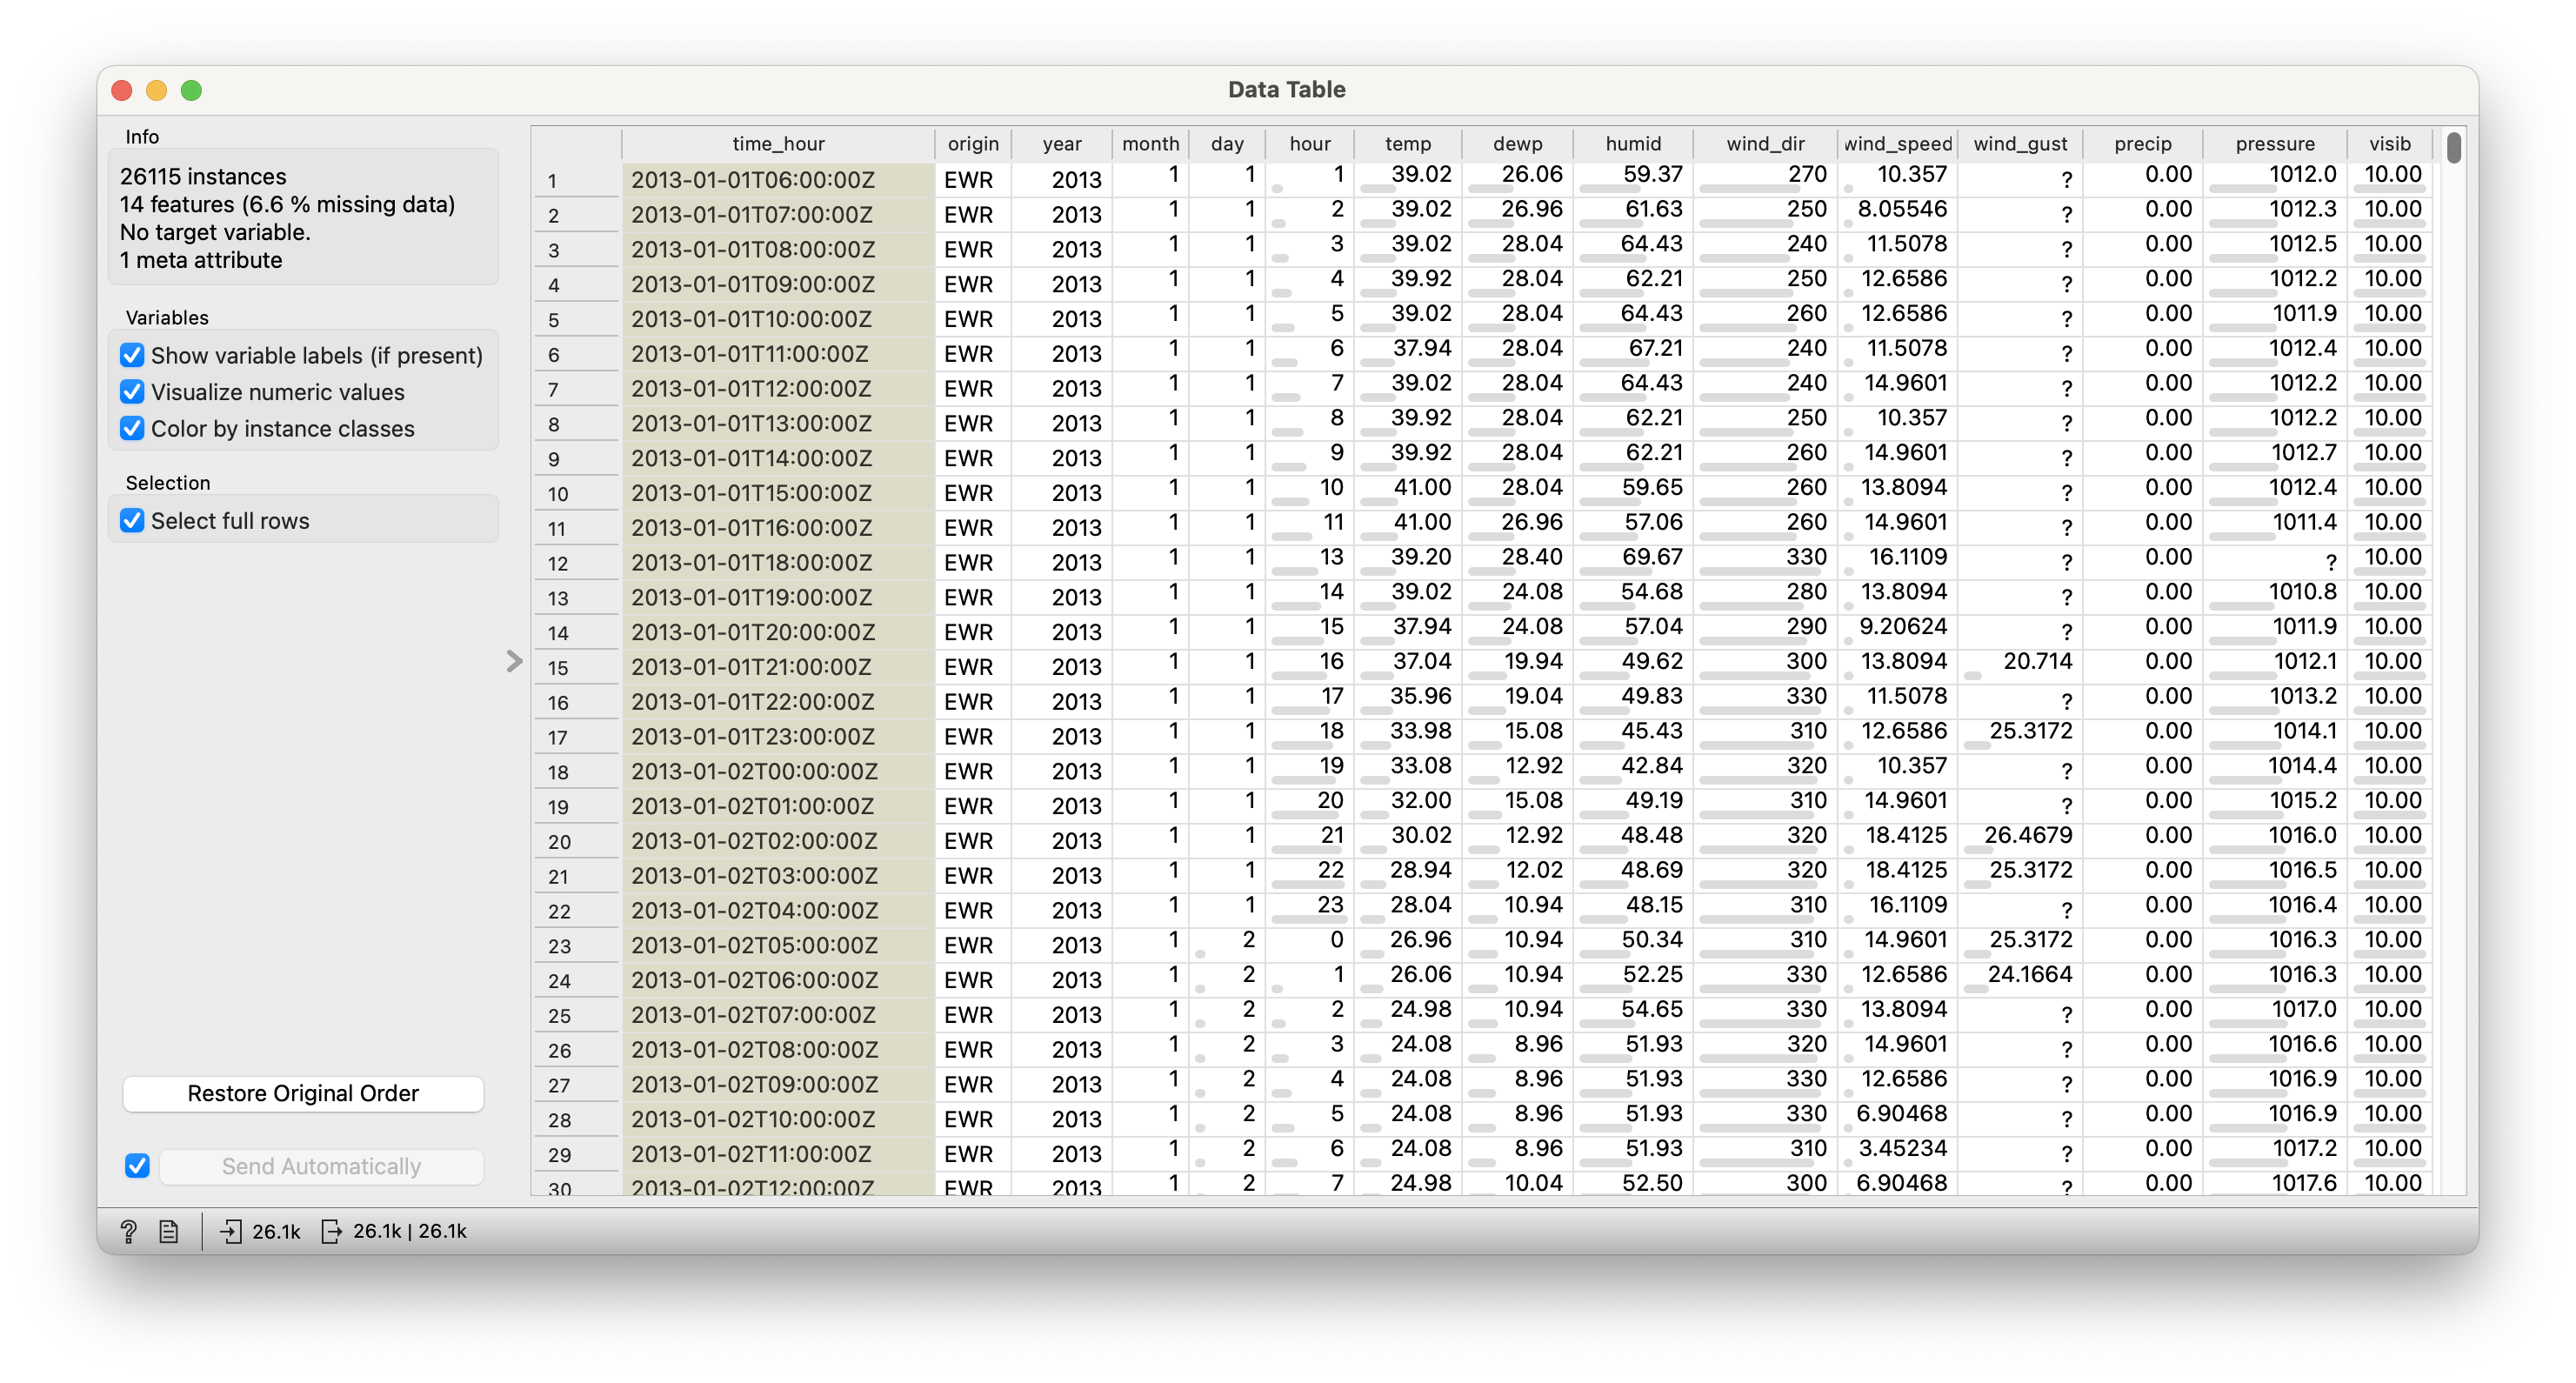 Data Table
Info
26115 instances
14 features (6.6 % missing data)
No target variable.
1 meta attribute
Variables
Show variable labels (if present)
Visualize numeric values
Color by instance classes
Selection
Select full rows
Restore Original Order
Send Automatically
time_hour origin year month day hour temp dewp humid wind_dir wind_speed wind_gust precip pressure visib
1 2013-01-01T06:00:00Z EWR 2013 1 1 1 39.02 26.06 59.37 270 10.357 ? 0.00 1012.0 10.00
2 2013-01-01T07:00:00Z EWR 2013 1 1 2 39.02 26.96 61.63 250 8.05546 ? 0.00 1012.3 10.00
3 2013-01-01T08:00:00Z EWR 2013 1 1 3 39.02 28.04 64.43 240 11.5078 ? 0.00 1012.5 10.00
4 2013-01-01T09:00:00Z EWR 2013 1 1 4 39.92 28.04 62.21 250 12.6586 ? 0.00 1012.2 10.00
5 2013-01-01T10:00:00Z EWR 2013 1 1 5 39.02 28.04 64.43 260 12.6586 ? 0.00 1011.9 10.00
6 2013-01-01T11:00:00Z EWR 2013 1 1 6 37.94 28.04 67.21 240 11.5078 ? 0.00 1012.4 10.00
7 2013-01-01T12:00:00Z EWR 2013 1 1 7 39.02 28.04 64.43 240 14.9601 ? 0.00 1012.2 10.00
8 2013-01-01T13:00:00Z EWR 2013 1 1 8 39.92 28.04 62.21 250 10.357 ? 0.00 1012.2 10.00
9 2013-01-01T14:00:00Z EWR 2013 1 1 9 39.92 28.04 62.21 260 14.9601 ? 0.00 1012.7 10.00
10 2013-01-01T15:00:00Z EWR 2013 1 1 10 41.00 28.04 59.65 260 13.8094 ? 0.00 1012.4 10.00
11 2013-01-01T16:00:00Z EWR 2013 1 1 11 41.00 26.96 57.06 260 14.9601 ? 0.00 1011.4 10.00
12 2013-01-01T18:00:00Z EWR 2013 1 1 13 39.20 28.40 69.67 330 16.1109 ? 0.00 ? 10.00
13 2013-01-01T19:00:00Z EWR 2013 1 1 14 39.02 24.08 54.68 280 13.8094 ? 0.00 1010.8 10.00
14 2013-01-01T20:00:00Z EWR 2013 1 1 15 37.94 24.08 57.04 290 9.20624 ? 0.00 1011.9 10.00
15 2013-01-01T21:00:00Z EWR 2013 1 1 16 37.04 19.94 49.62 300 13.8094 20.714 0.00 1012.1 10.00
16 2013-01-01T22:00:00Z EWR 2013 1 1 17 35.96 19.04 49.83 330 11.5078 ? 0.00 1013.2 10.00
17 2013-01-01T23:00:00Z EWR 2013 1 1 18 33.98 15.08 45.43 310 12.6586 25.3172 0.00 1014.1 10.00
18 2013-01-02T00:00:00Z EWR 2013 1 1 19 33.08 12.92 42.84 320 10.357 ? 0.00 1014.4 10.00
19 2013-01-02T01:00:00Z EWR 2013 1 1 20 32.00 15.08 49.19 310 14.9601 ? 0.00 1015.2 10.00
20 2013-01-02T02:00:00Z EWR 2013 1 1 21 30.02 12.92 48.48 320 18.4125 26.4679 0.00 1016.0 10.00
21 2013-01-02T03:00:00Z EWR 2013 1 1 22 28.94 12.02 48.69 320 18.4125 25.3172 0.00 1016.5 10.00
22 2013-01-02T04:00:00Z EWR 2013 1 1 23 28.04 10.94 48.15 310 16.1109 ? 0.00 1016.4 10.00
23 2013-01-02T05:00:00Z EWR 2013 1 2 0 26.96 10.94 50.34 310 14.9601 25.3172 0.00 1016.3 10.00
24 2013-01-02T06:00:00Z EWR 2013 1 2 1 26.06 10.94 52.25 330 12.6586 24.1664 0.00 1016.3 10.00
25 2013-01-02T07:00:00Z EWR 2013 1 2 2 24.98 10.94 54.65 330 13.8094 ? 0.00 1017.0 10.00
26 2013-01-02T08:00:00Z EWR 2013 1 2 3 24.08 8.96 51.93 320 14.9601 ? 0.00 1016.6 10.00
27 2013-01-02T09:00:00Z EWR 2013 1 2 4 24.08 8.96 51.93 330 12.6586 ? 0.00 1016.9 10.00
28 2013-01-02T10:00:00Z EWR 2013 1 2 5 24.08 8.96 51.93 330 6.90468 ? 0.00 1016.9 10.00
29 2013-01-02T11:00:00Z EWR 2013 1 2 6 24.08 8.96 51.93 310 3.45234 ? 0.00 1017.2 10.00
30 2013-01-02T12:00:00Z EWR 2013 1 2 7 24.98 10.04 52.50 300 6.90468 ? 0.00 1017.6 10.00
? 26.1k 26.1k | 26.1k